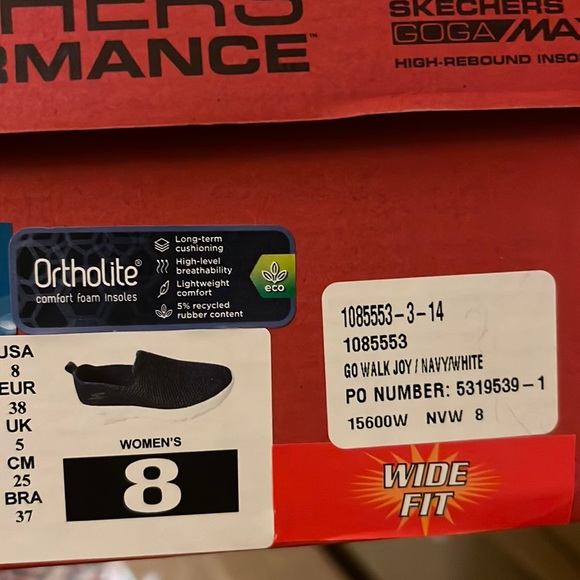 SKECHERS
GOGA MA
RMANCE™
HIGH-REBOUND INSO
Ortholite®
comfort foam insoles
Long-term
cushioning
High-level
breathability
Lightweight
comfort
5% recycled
rubber content
eco
1085553-3-14
1085553
GO WALK JOY / NAVY/WHITE
PO NUMBER: 5319539-1
15600W NVW 8
USA
8
EUR
38
UK
5
CM
25
BRA
37
WOMEN'S
8
WIDE
FIT